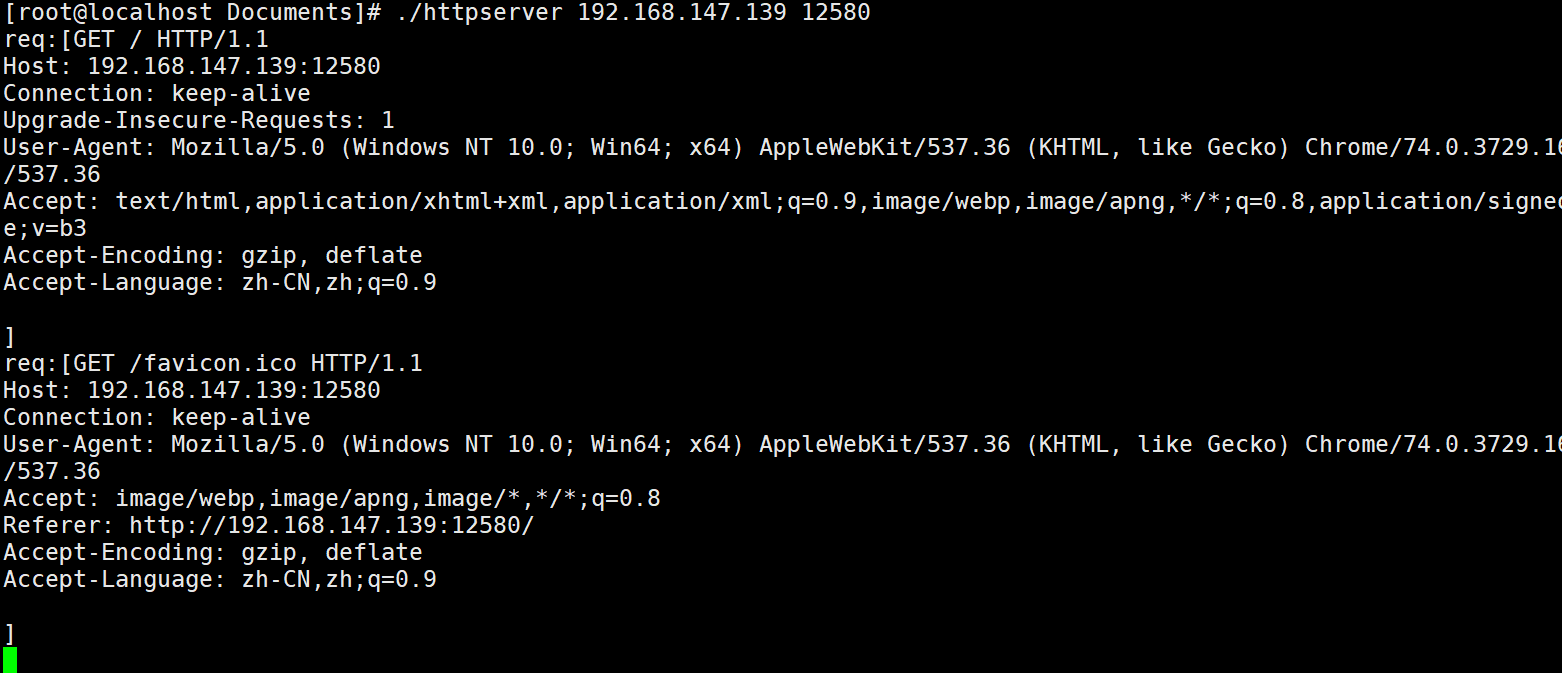 [root@localhost Documents]# ./httpserver 192.168.147.139 12580
req:[GET / HTTP/1.1
Host: 192.168.147.139:12580
Connection: keep-alive
Upgrade-Insecure-Requests: 1
User-Agent: Mozilla/5.0 (Windows NT 10.0; Win64; x64) AppleWebKit/537.36 (KHTML, like Gecko) Chrome/74.0.3729.16
/537.36
Accept: text/html,application/xhtml+xml,application/xml;q=0.9,image/webp,image/apng,*/*;q=0.8,application/signed
e;v=b3
Accept-Encoding: gzip, deflate
Accept-Language: zh-CN,zh;q=0.9
]
req:[GET /favicon.ico HTTP/1.1
Host: 192.168.147.139:12580
Connection: keep-alive
User-Agent: Mozilla/5.0 (Windows NT 10.0; Win64; x64) AppleWebKit/537.36 (KHTML, like Gecko) Chrome/74.0.3729.16
/537.36
Accept: image/webp,image/apng,image/*,*/*;q=0.8
Referer: http://192.168.147.139:12580/
Accept-Encoding: gzip, deflate
Accept-Language: zh-CN,zh;q=0.9
]